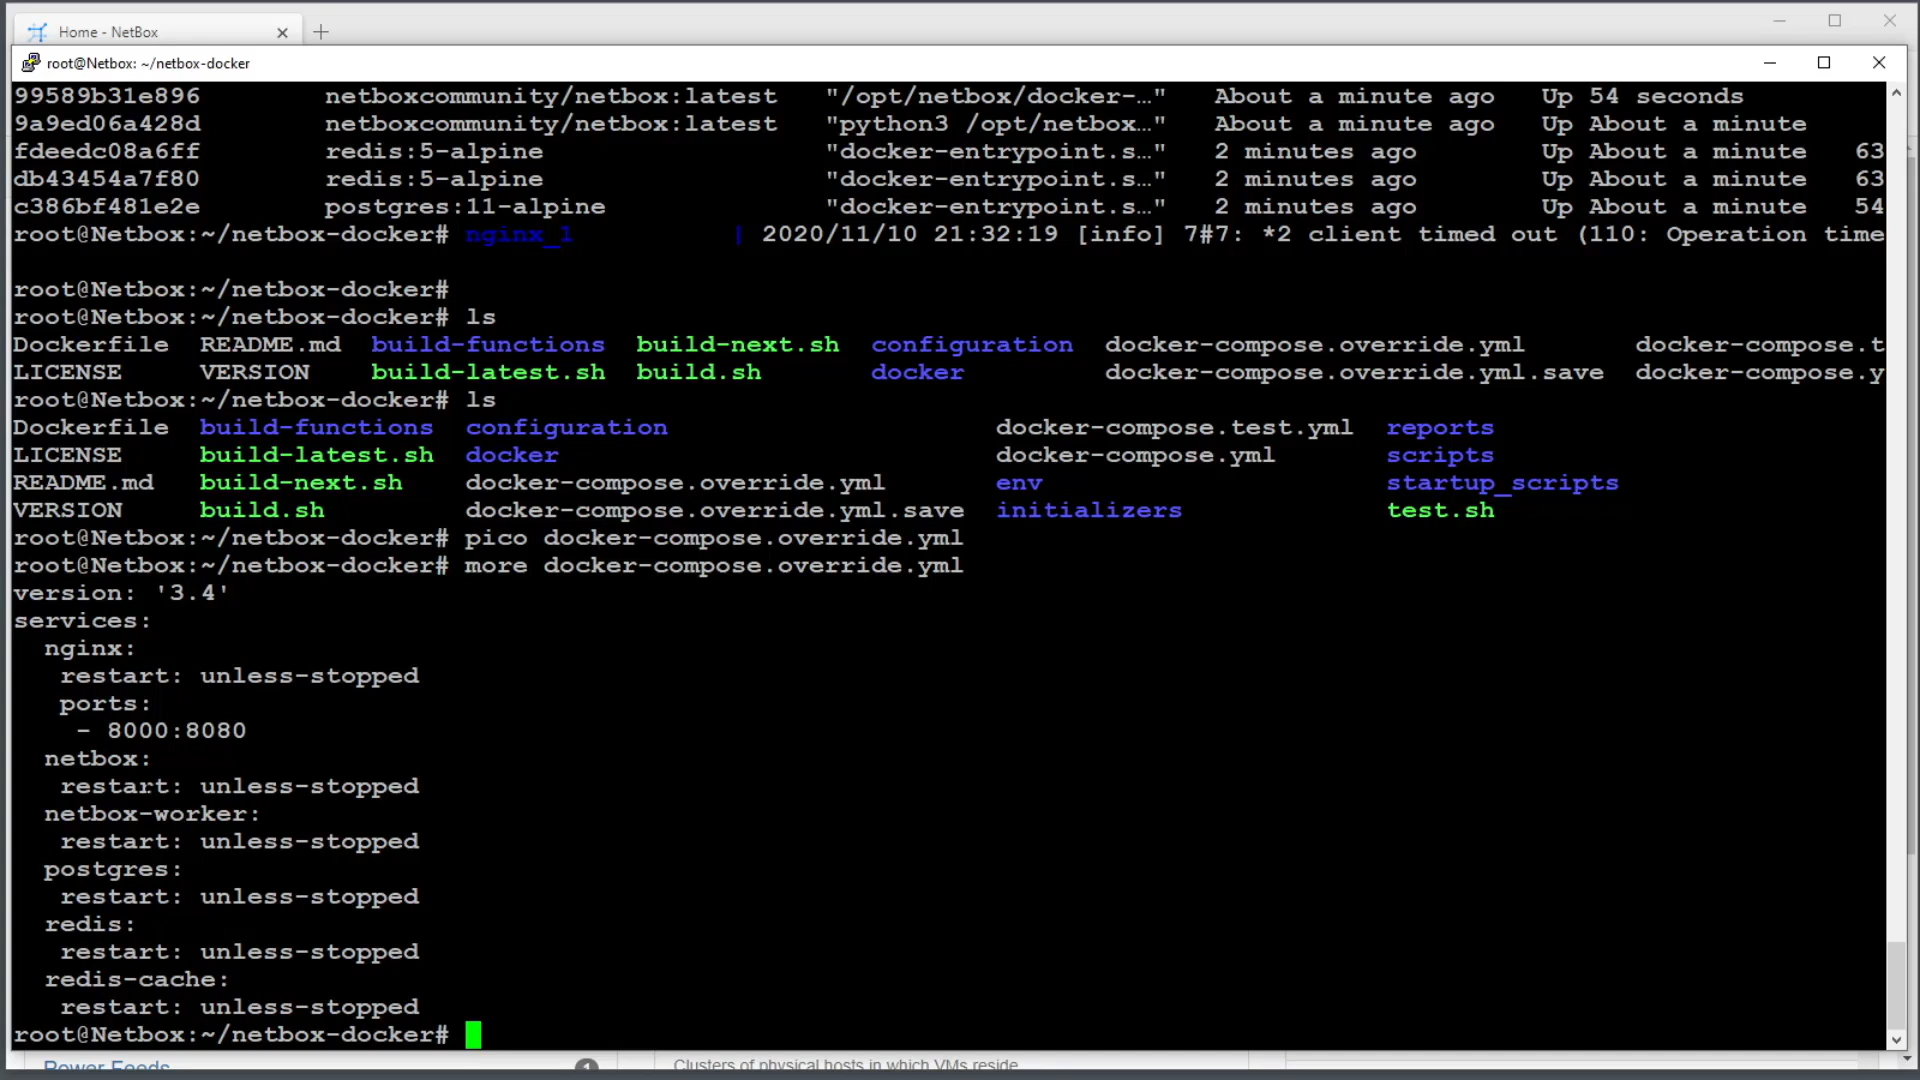 Home - NetBox
root@Netbox: ~/netbox-docker
99589b31e896 netboxcommunity/netbox:latest "/opt/netbox/docker-…" About a minute ago Up 54 seconds
9a9ed06a428d netboxcommunity/netbox:latest "python3 /opt/netbox…" About a minute ago Up About a minute
fdeedc08a6ff redis:5-alpine "docker-entrypoint.s…" 2 minutes ago Up About a minute 63
db43454a7f80 redis:5-alpine "docker-entrypoint.s…" 2 minutes ago Up About a minute 63
c386bf481e2e postgres:11-alpine "docker-entrypoint.s…" 2 minutes ago Up About a minute 54
root@Netbox:~/netbox-docker# nginx_1 | 2020/11/10 21:32:19 [info] 7#7: *2 client timed out (110: Operation time
root@Netbox:~/netbox-docker#
root@Netbox:~/netbox-docker# ls
Dockerfile README.md build-functions build-next.sh configuration docker-compose.override.yml docker-compose.t
LICENSE VERSION build-latest.sh build.sh docker docker-compose.override.yml.save docker-compose.y
root@Netbox:~/netbox-docker# ls
Dockerfile build-functions configuration docker-compose.test.yml reports
LICENSE build-latest.sh docker docker-compose.yml scripts
README.md build-next.sh docker-compose.override.yml env startup_scripts
VERSION build.sh docker-compose.override.yml.save initializers test.sh
root@Netbox:~/netbox-docker# pico docker-compose.override.yml
root@Netbox:~/netbox-docker# more docker-compose.override.yml
version: '3.4'
services:
nginx:
restart: unless-stopped
ports:
- 8000:8080
netbox:
restart: unless-stopped
netbox-worker:
restart: unless-stopped
postgres:
restart: unless-stopped
redis:
restart: unless-stopped
redis-cache:
restart: unless-stopped
root@Netbox:~/netbox-docker#
Power Feeds 1 Clusters of physical hosts in which VMs reside